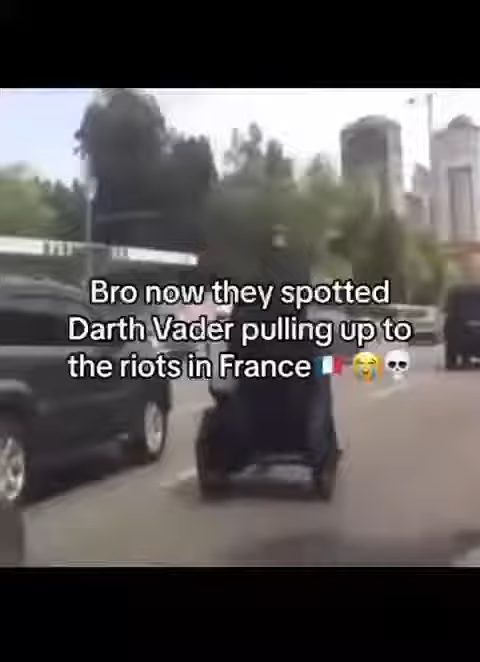 Bro now they spotted
Darth Vader pulling up to
the riots in France🇫🇷😭💀